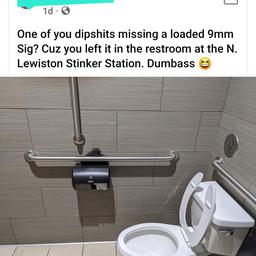 1d ·
One of you dipshits missing a loaded 9mm
Sig? Cuz you left it in the restroom at the N.
Lewiston Stinker Station. Dumbass 😂